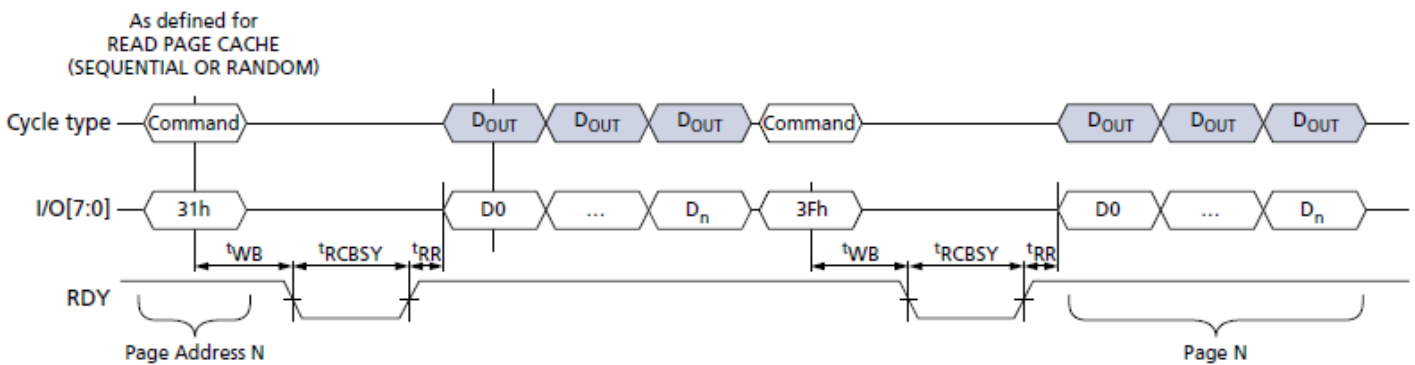 As defined for
READ PAGE CACHE
(SEQUENTIAL OR RANDOM)
Cycle type Command DOUT DOUT DOUT Command DOUT DOUT DOUT
I/O[7:0] 31h D0 ... Dn 3Fh D0 ... Dn
tWB tRCBSY tRR tWB tRCBSY tRR
RDY
Page Address N Page N